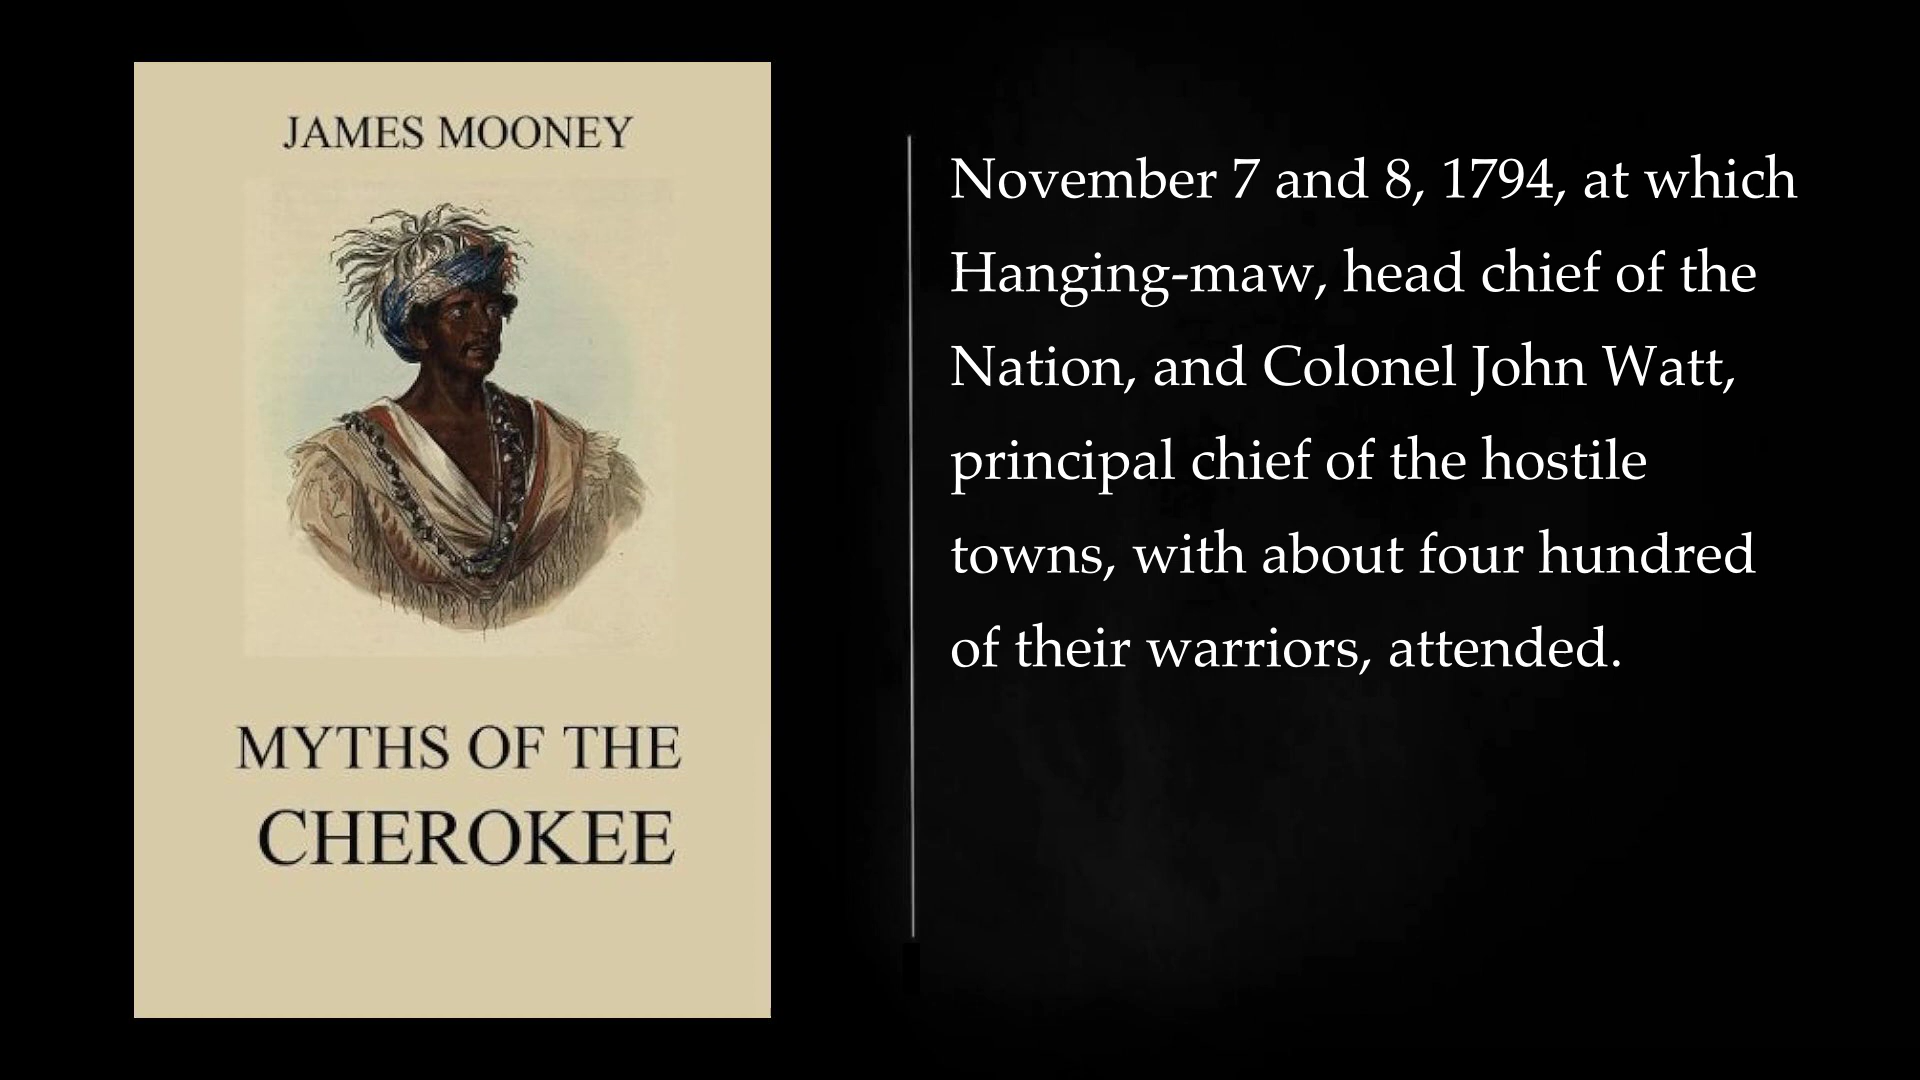 JAMES MOONEY
MYTHS OF THE
CHEROKEE
November 7 and 8, 1794, at which
Hanging-maw, head chief of the
Nation, and Colonel John Watt,
principal chief of the hostile
towns, with about four hundred
of their warriors, attended.